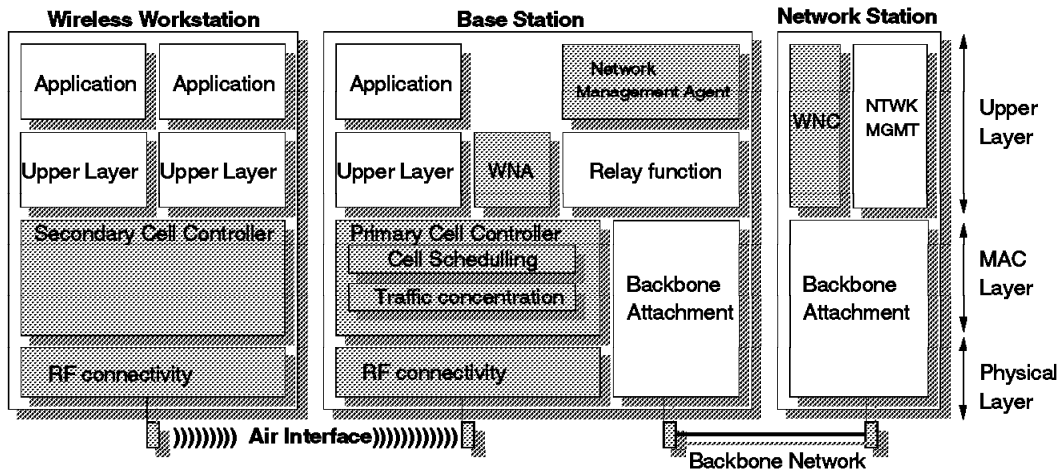 Wireless Workstation
Base Station
Network Station
Application
Application
Application
Network
Management Agent
WNC
NTWK
MGMT
Upper
Layer
Upper Layer
Upper Layer
Upper Layer
WNA
Relay function
Secondary Cell Controller
Primary Cell Controller
Cell Schedulling
Traffic concentration
Backbone
Attachment
Backbone
Attachment
MAC
Layer
RF connectivity
RF connectivity
Physical
Layer
))))))))) Air Interface ))))))))))))
Backbone Network